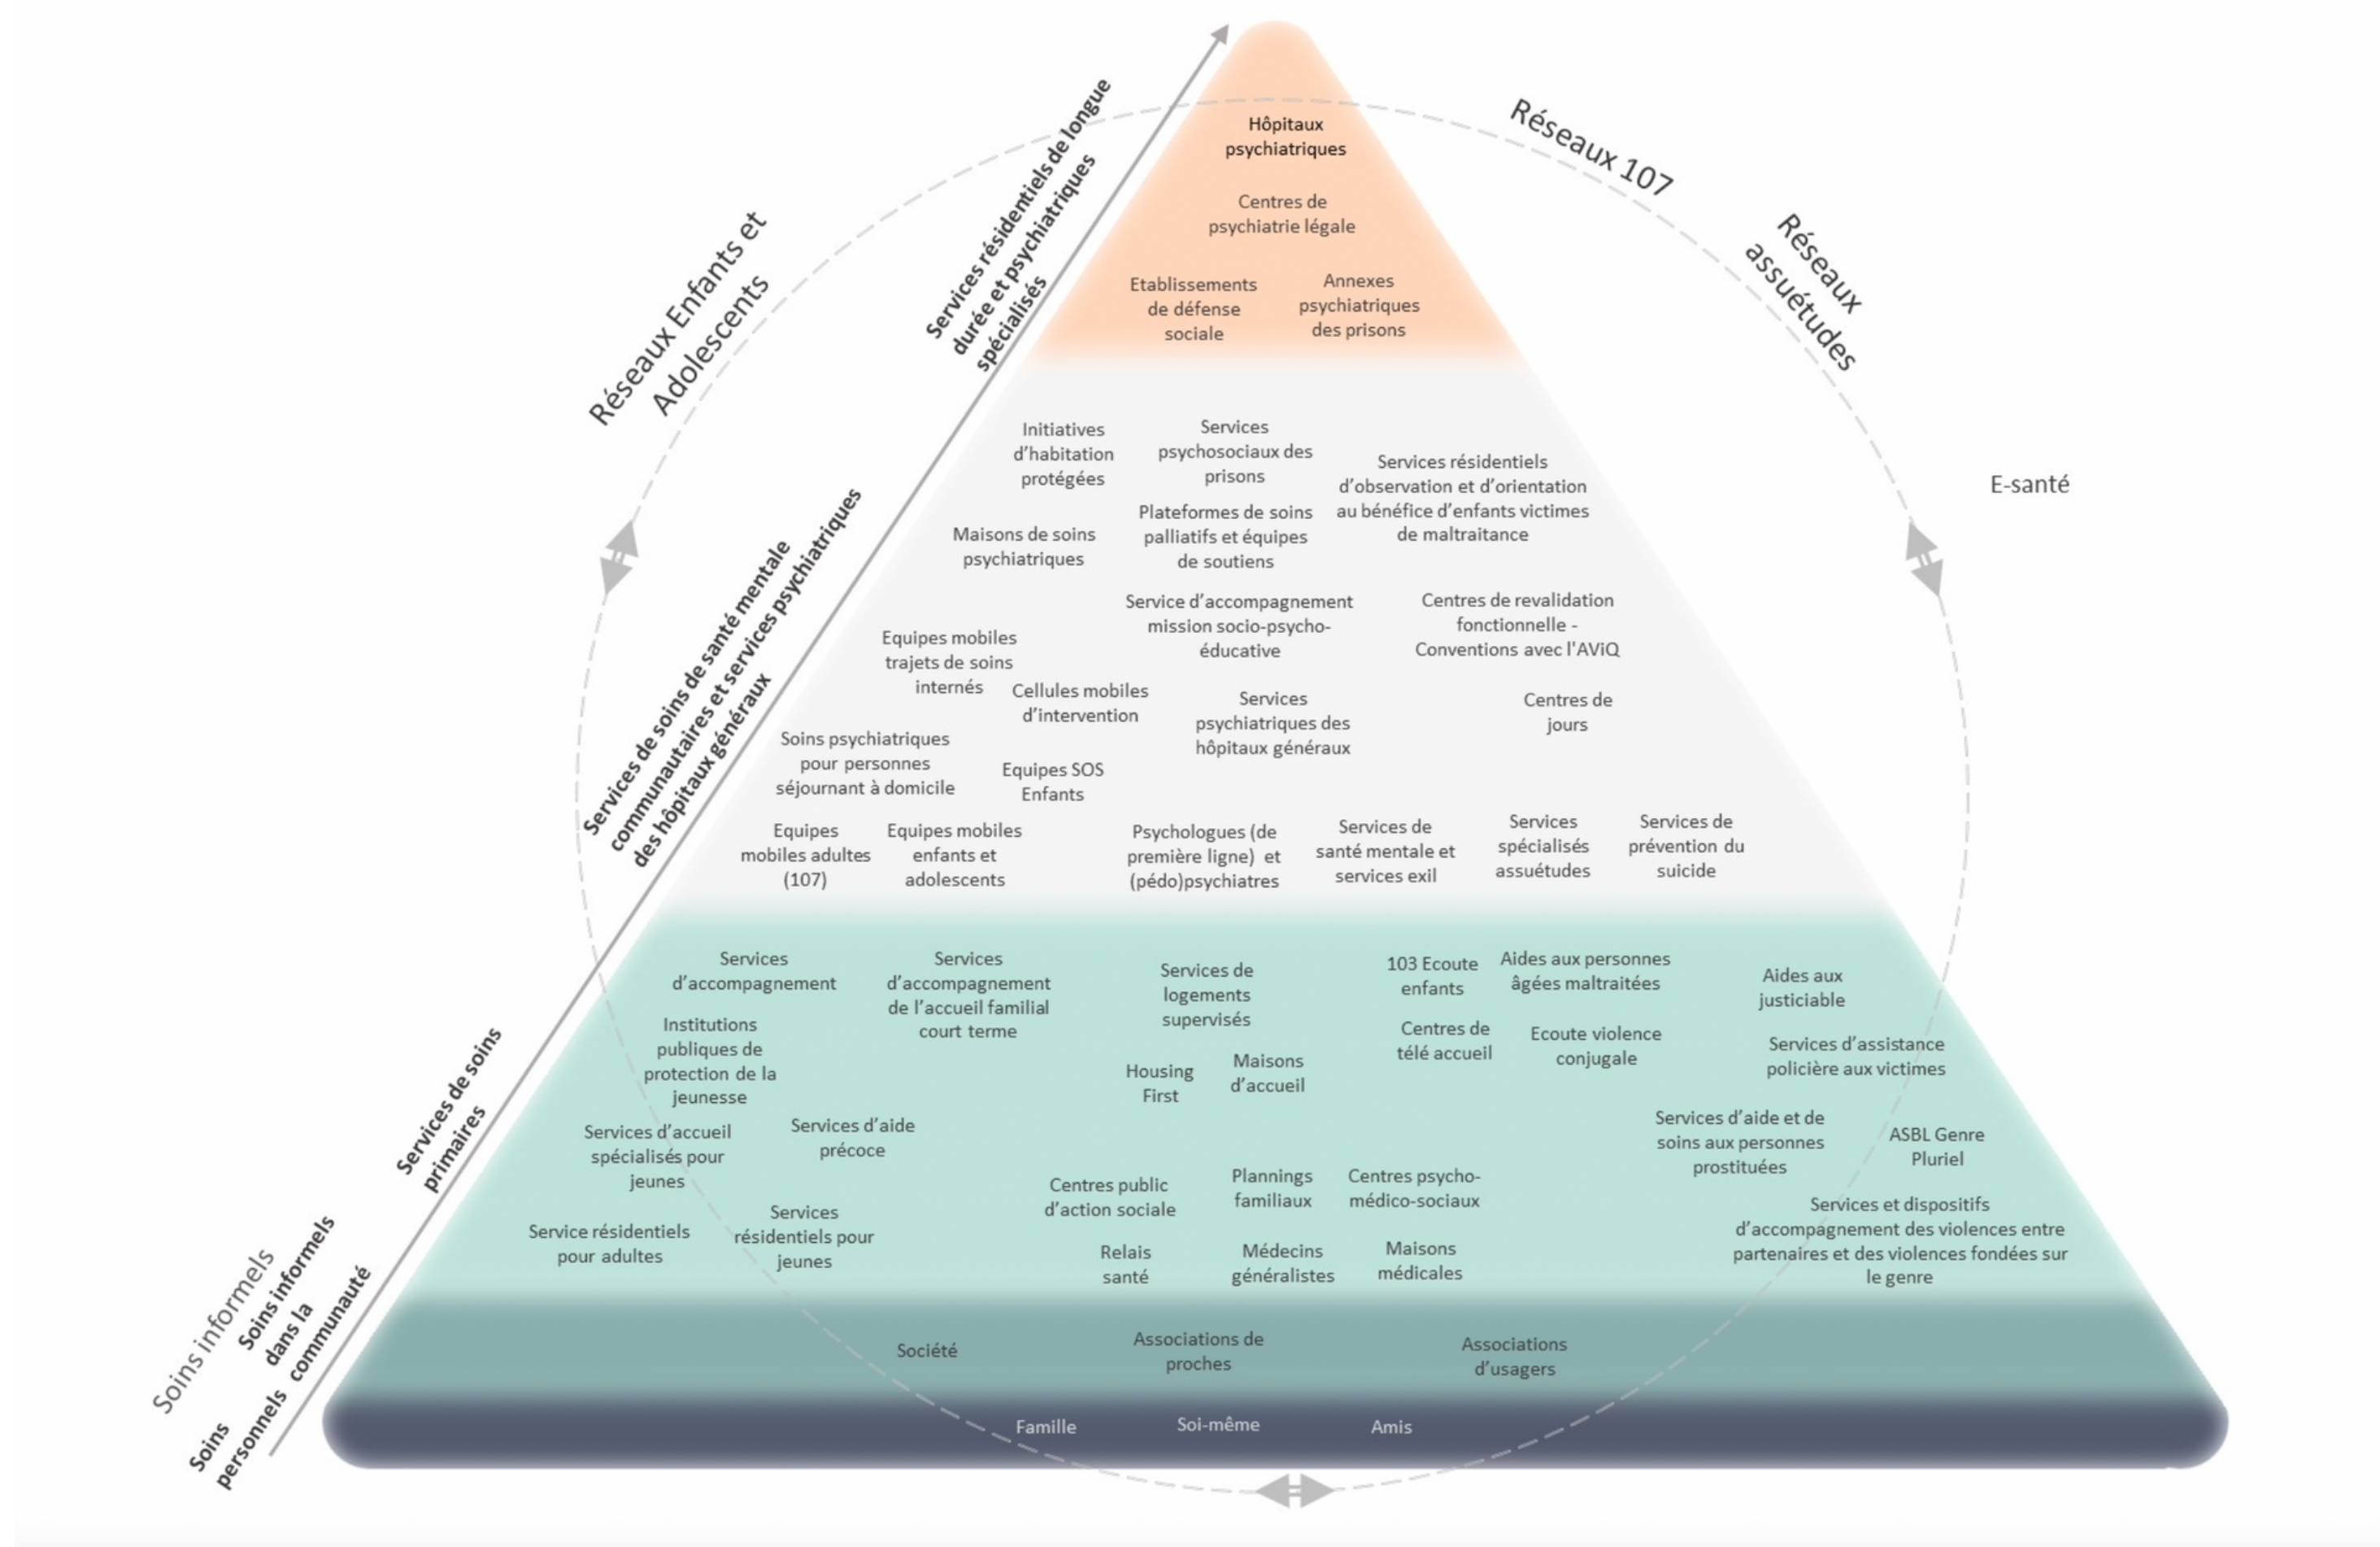 Hôpitaux
psychiatriques
Centres de
psychiatrie légale
Etablissements
de défense
sociale
Annexes
psychiatriques
des prisons
Services résidentiels de longue
durée et psychiatriques
spécialisés
Réseaux Enfants et
Adolescents
Réseaux 107
Réseaux
assuétudes
E-santé
Initiatives
d'habitation
protégées
Services
psychosociaux des
prisons
Services résidentiels
d'observation et d'orientation
au bénéfice d'enfants victimes
de maltraitance
Maisons de soins
psychiatriques
Plateformes de soins
palliatifs et équipes
de soutiens
Service d'accompagnement
mission socio-psycho-
éducative
Centres de revalidation
fonctionnelle -
Conventions avec l'AViQ
Equipes mobiles
trajets de soins
internés
Cellules mobiles
d'intervention
Services
psychiatriques des
hôpitaux généraux
Centres de
jours
Soins psychiatriques
pour personnes
séjournant à domicile
Equipes SOS
Enfants
Equipes
mobiles adultes
(107)
Equipes mobiles
enfants et
adolescents
Psychologues (de
première ligne) et
(pédo)psychiatres
Services de
santé mentale et
services exil
Services
spécialisés
assuétudes
Services de
prévention du
suicide
Services de soins de santé mentale
communautaires et services psychiatriques
des hôpitaux généraux
Services
d'accompagnement
Services
d'accompagnement
de l'accueil familial
court terme
Services de
logements
supervisés
103 Ecoute
enfants
Aides aux personnes
âgées maltraitées
Aides aux
justiciable
Institutions
publiques de
protection de la
jeunesse
Housing
First
Maisons
d'accueil
Centres de
télé accueil
Ecoute violence
conjugale
Services d'assistance
policière aux victimes
Services d'accueil
spécialisés pour
jeunes
Services d'aide
précoce
Services d'aide et de
soins aux personnes
prostituées
ASBL Genre
Pluriel
Centres public
d'action sociale
Plannings
familiaux
Centres psycho-
médico-sociaux
Service résidentiels
pour adultes
Services
résidentiels pour
jeunes
Relais
santé
Médecins
généralistes
Maisons
médicales
Services et dispositifs
d'accompagnement des violences entre
partenaires et des violences fondées sur
le genre
Services de soins
primaires
Société
Associations de
proches
Associations
d'usagers
Soins informels
Soins informels
dans la
communauté
Famille
Soi-même
Amis
Soins
personnels